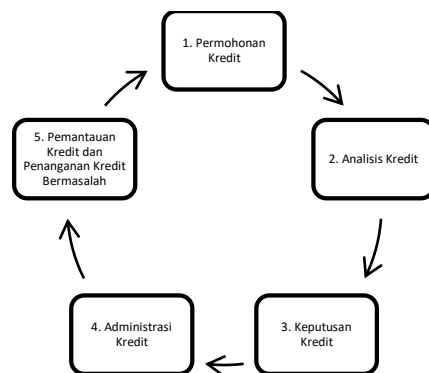 1. Permohonan
Kredit
2. Analisis Kredit
3. Keputusan
Kredit
4. Administrasi
Kredit
5. Pemantauan
Kredit dan
Penanganan Kredit
Bermasalah